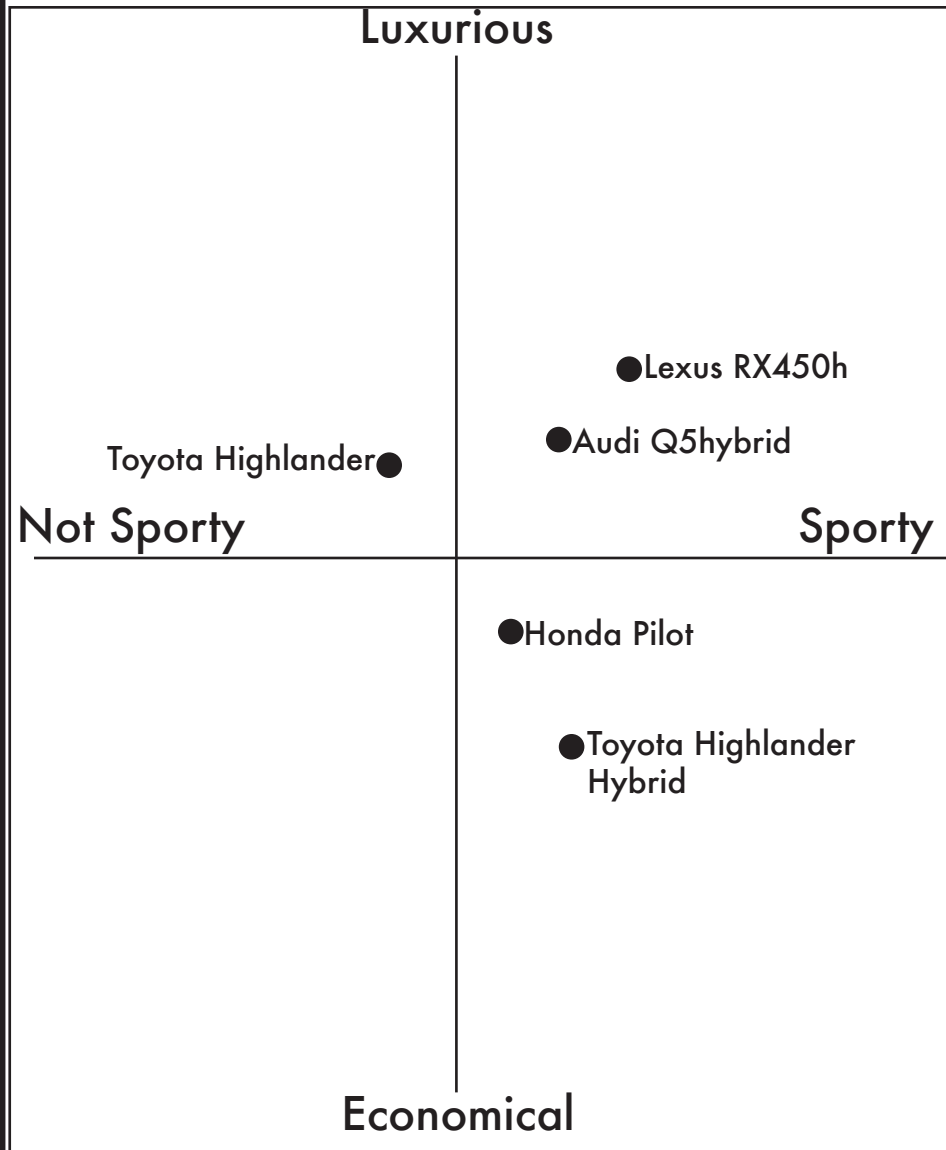 Luxurious
Lexus RX450h
Audi Q5hybrid
Toyota Highlander
Not Sporty
Sporty
Honda Pilot
Toyota Highlander
Hybrid
Economical